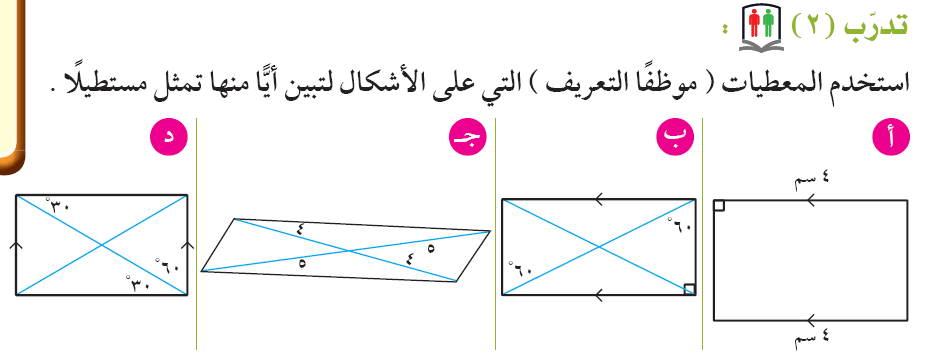 تدرّب (٢) :
استخدم المعطيات ( موظفًا التعريف ) التي على الأشكال لتبين أيًّا منها تمثل مستطيلًا .
أ
ب
جـ
د
٤ سم
٤ سم
٦٠°
٦٠°
٤
٥
٥
٤
٣٠°
٦٠°
٣٠°